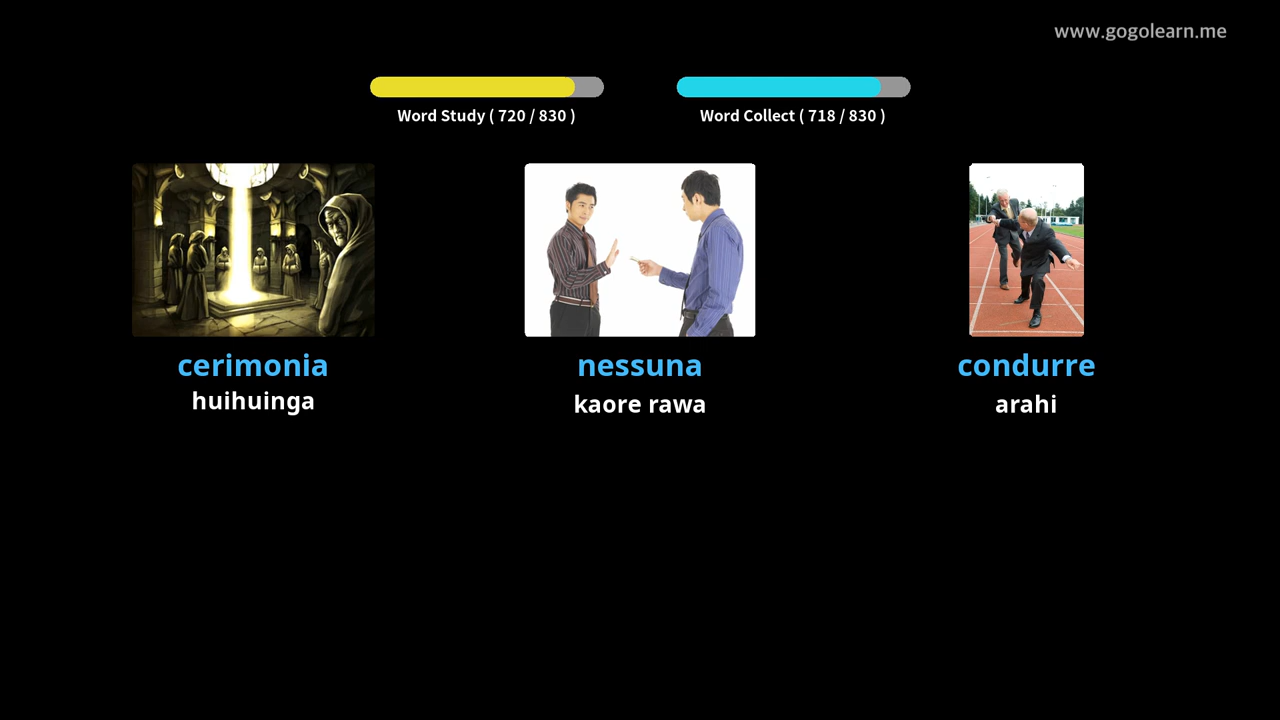 www.gogolearn.me
Word Study ( 720 / 830 )
Word Collect ( 718 / 830 )
cerimonia
huihuinga
nessuna
kaore rawa
condurre
arahi